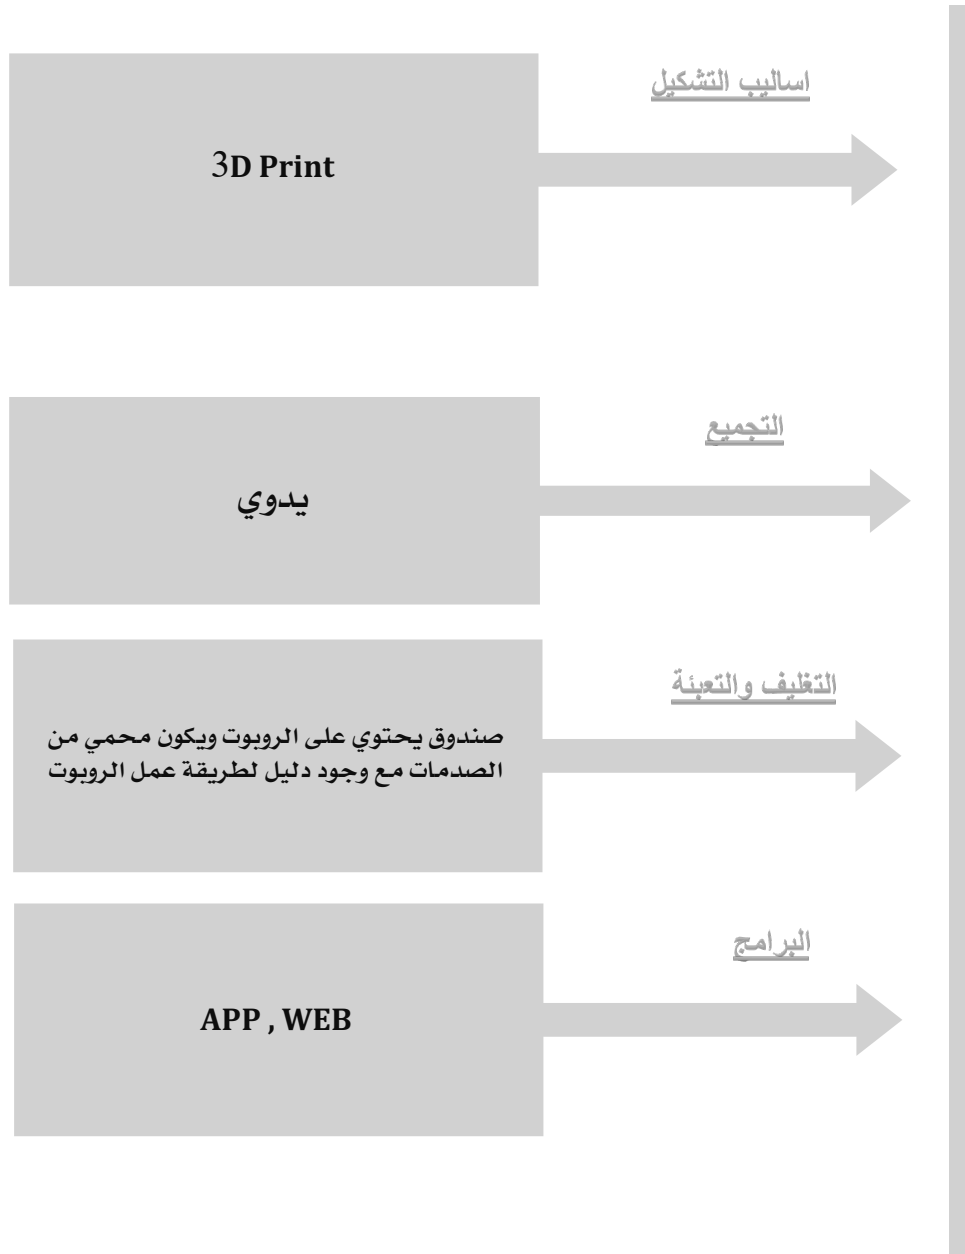 اساليب التشكيل
3D Print
التجميع
يدوي
التغليف والتعبئة
صندوق يحتوي على الروبوت ويكون محمي من
الصدمات مع وجود دليل لطريقة عمل الروبوت
البرامج
APP , WEB